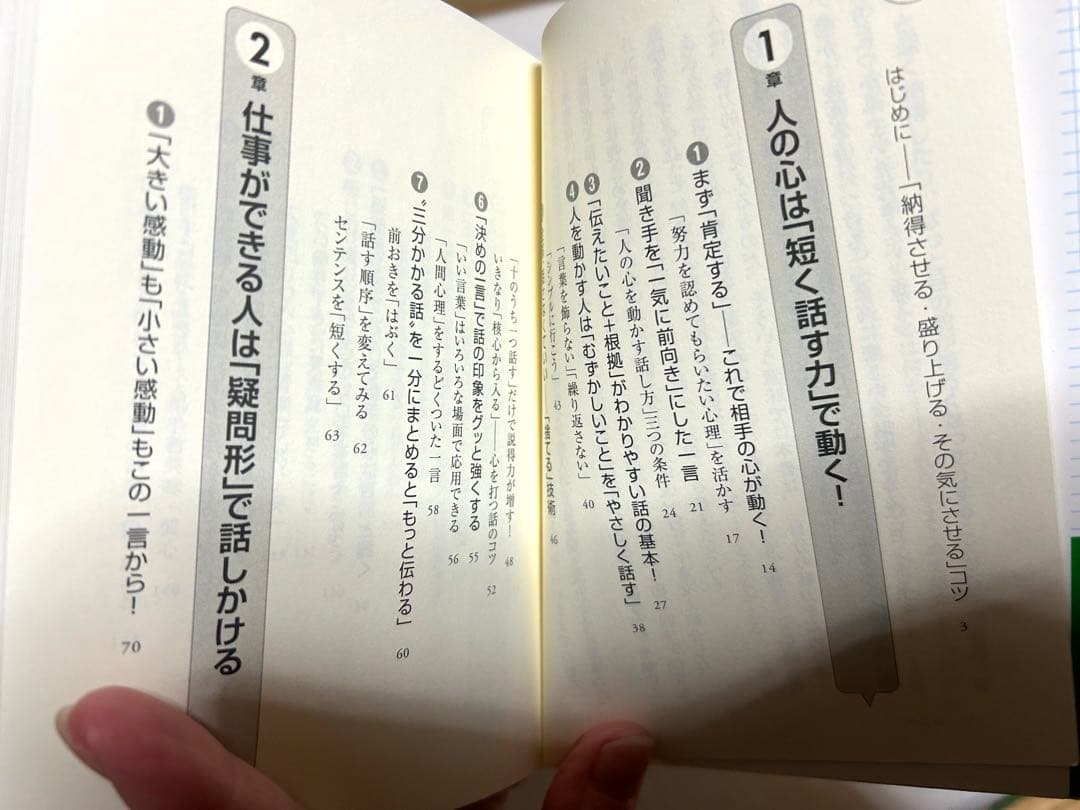 はじめに――「納得させる・盛り上げる・その気にさせる」コツ 3
1章 人の心は「短く話す力」で動く!
1 まず「肯定する」――これで相手の心が動く! 14
「努力を認めてもらいたい心理」を活かす 17
2 聞き手を「一気に前向き」にした一言 21
「人の心を動かす話し方」三つの条件 24
3 「伝えたいこと+根拠」がわかりやすい話の基本! 27
4 人を動かす人は「むずかしいこと」を「やさしく話す」 38
「言葉を飾らない」「繰り返さない」 40
「シンプルに行こう」 43
――「捨てる」技術 46
「十のうち一つ話す」だけで説得力が増す! 48
いきなり「核心から入る」――心を打つ話のコツ 52
6 「決めの一言」で話の印象をグッと強くする 55
「いい言葉」はいろいろな場面で応用できる 56
「人間心理」をするどくついた一言 58
7 〝三分かかる話〟を一分にまとめると「もっと伝わる」 60
前おきを「はぶく」 61
「話す順序」を変えてみる 62
センテンスを「短くする」 63
2章 仕事ができる人は「疑問形」で話しかける
1 「大きい感動」も「小さい感動」もこの一言から! 70